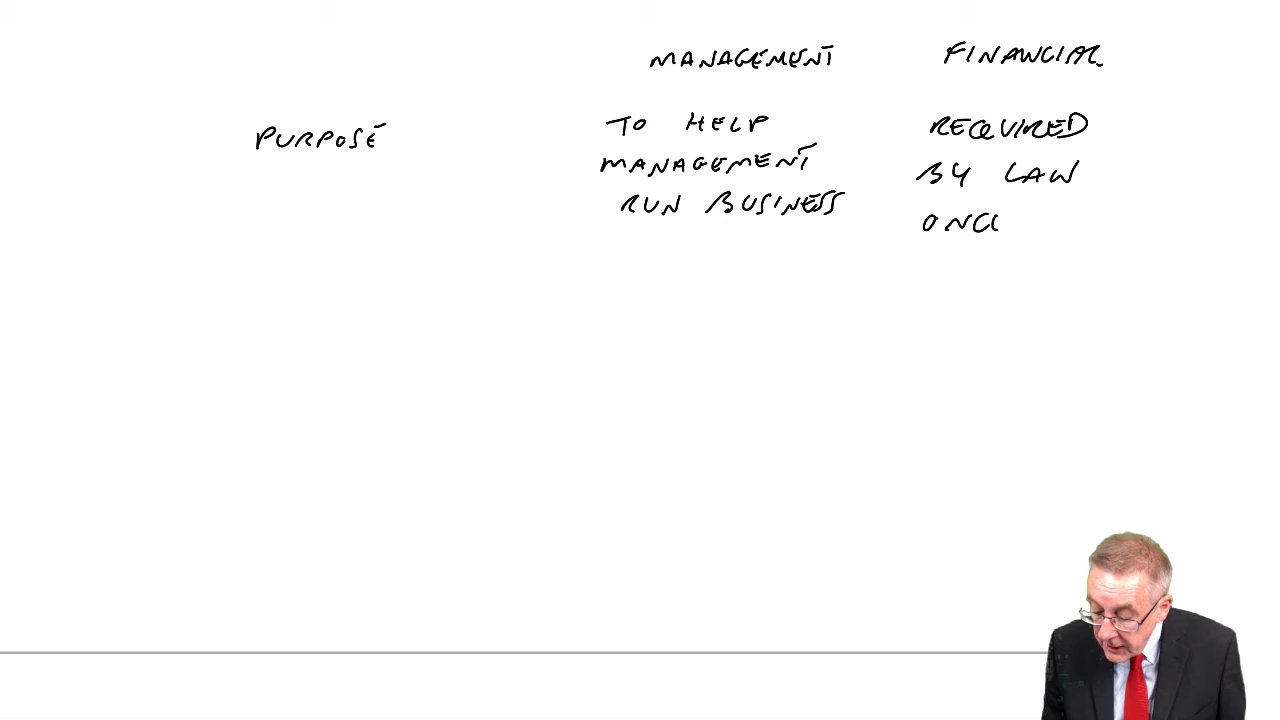 MANAGEMENT FINANCIAL
PURPOSE
TO HELP
MANAGEMENT
RUN BUSINESS
REQUIRED
BY LAW
ONC